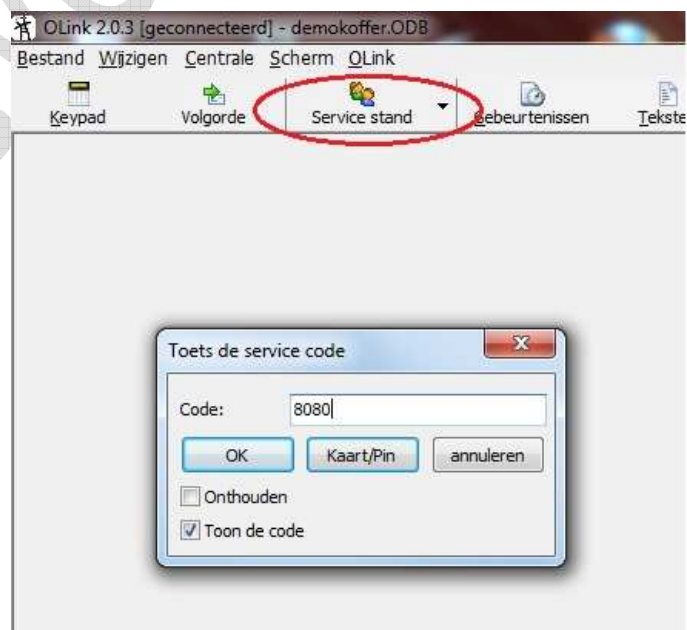 OLink 2.0.3 [geconnecteerd] - demokoffer.ODB
Bestand Wijzigen Centrale Scherm OLink
Keypad Volgorde Service stand Gebeurtenissen Tekste
Toets de service code
Code: 8080
OK Kaart/Pin annuleren
Onthouden
Toon de code